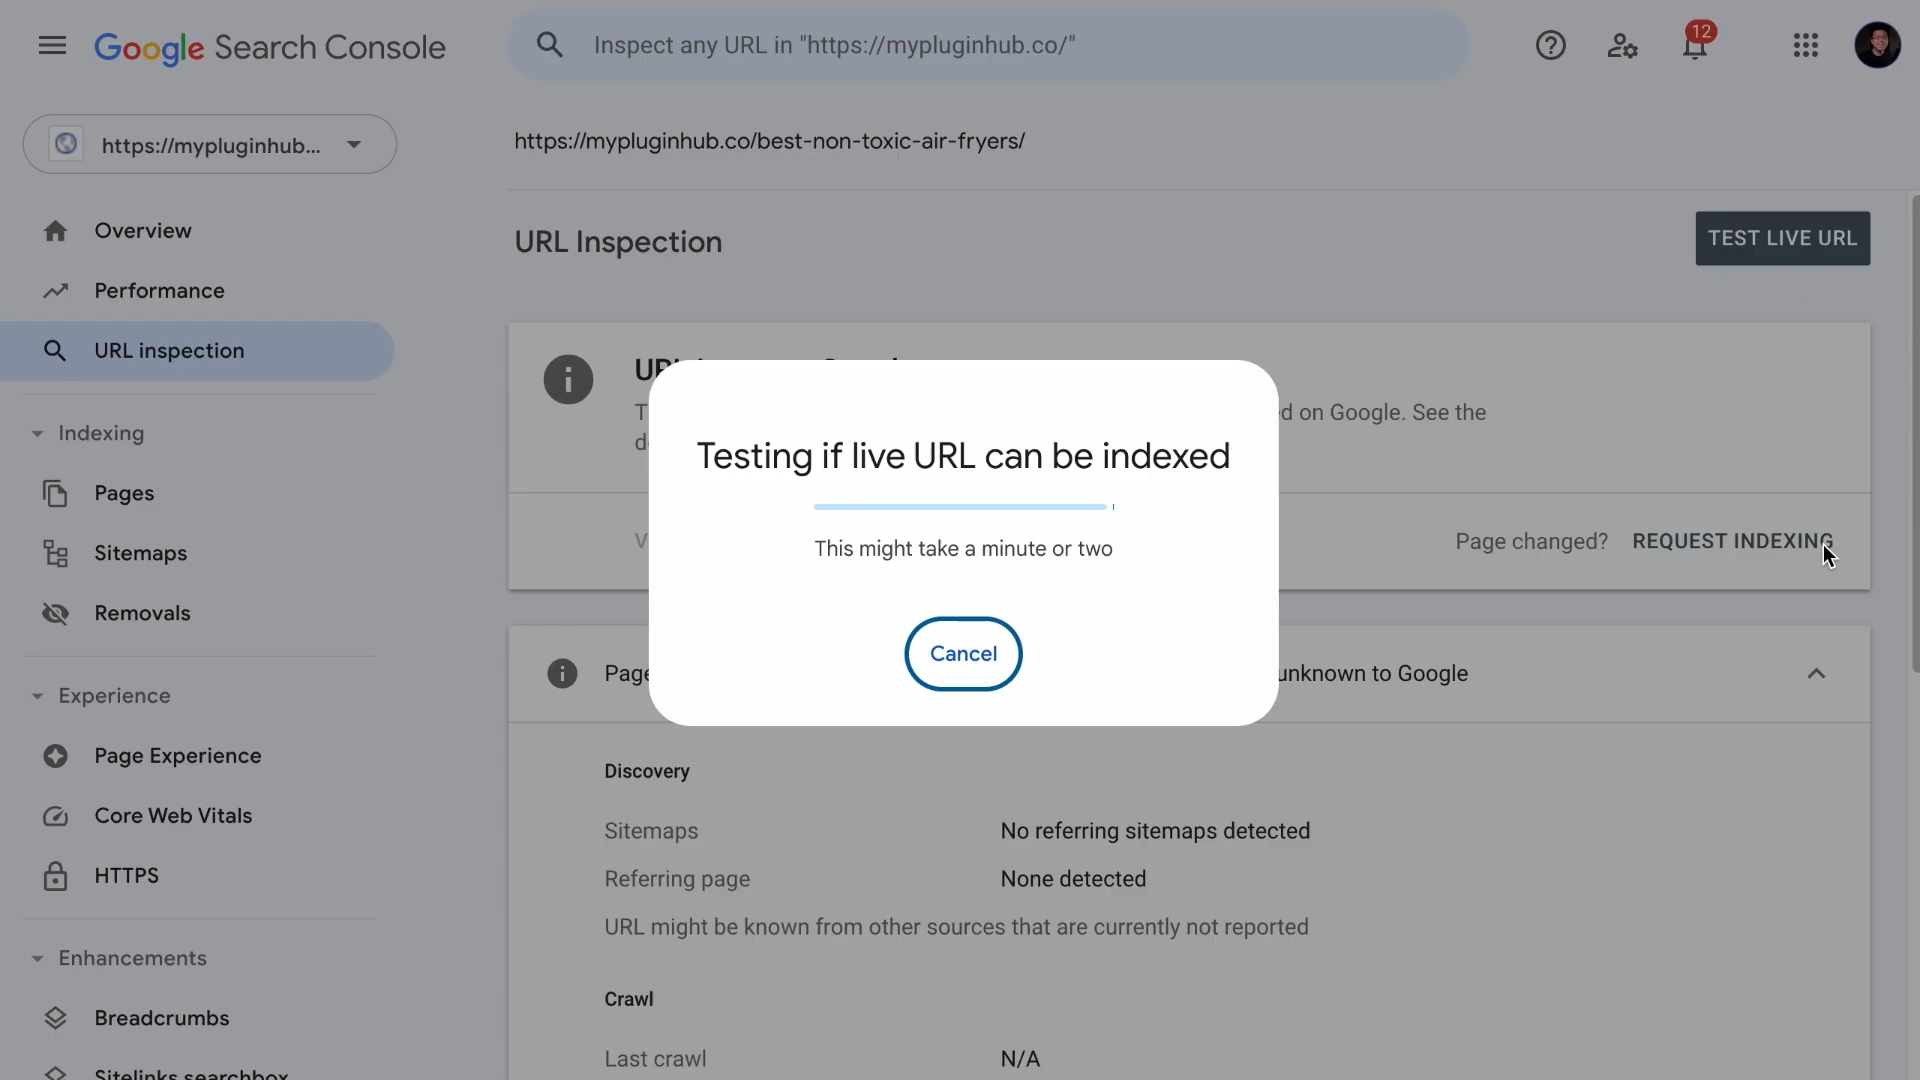 Google Search Console
Inspect any URL in "https://mypluginhub.co/"
12
https://mypluginhub...
https://mypluginhub.co/best-non-toxic-air-fryers/
Overview
Performance
URL inspection
Indexing
Pages
Sitemaps
Removals
Experience
Page Experience
Core Web Vitals
HTTPS
Enhancements
Breadcrumbs
Sitelinks searchbox
URL Inspection
TEST LIVE URL
ed on Google. See the
Page changed? REQUEST INDEXING
Testing if live URL can be indexed
This might take a minute or two
Cancel
Page
unknown to Google
Discovery
Sitemaps No referring sitemaps detected
Referring page None detected
URL might be known from other sources that are currently not reported
Crawl
Last crawl N/A